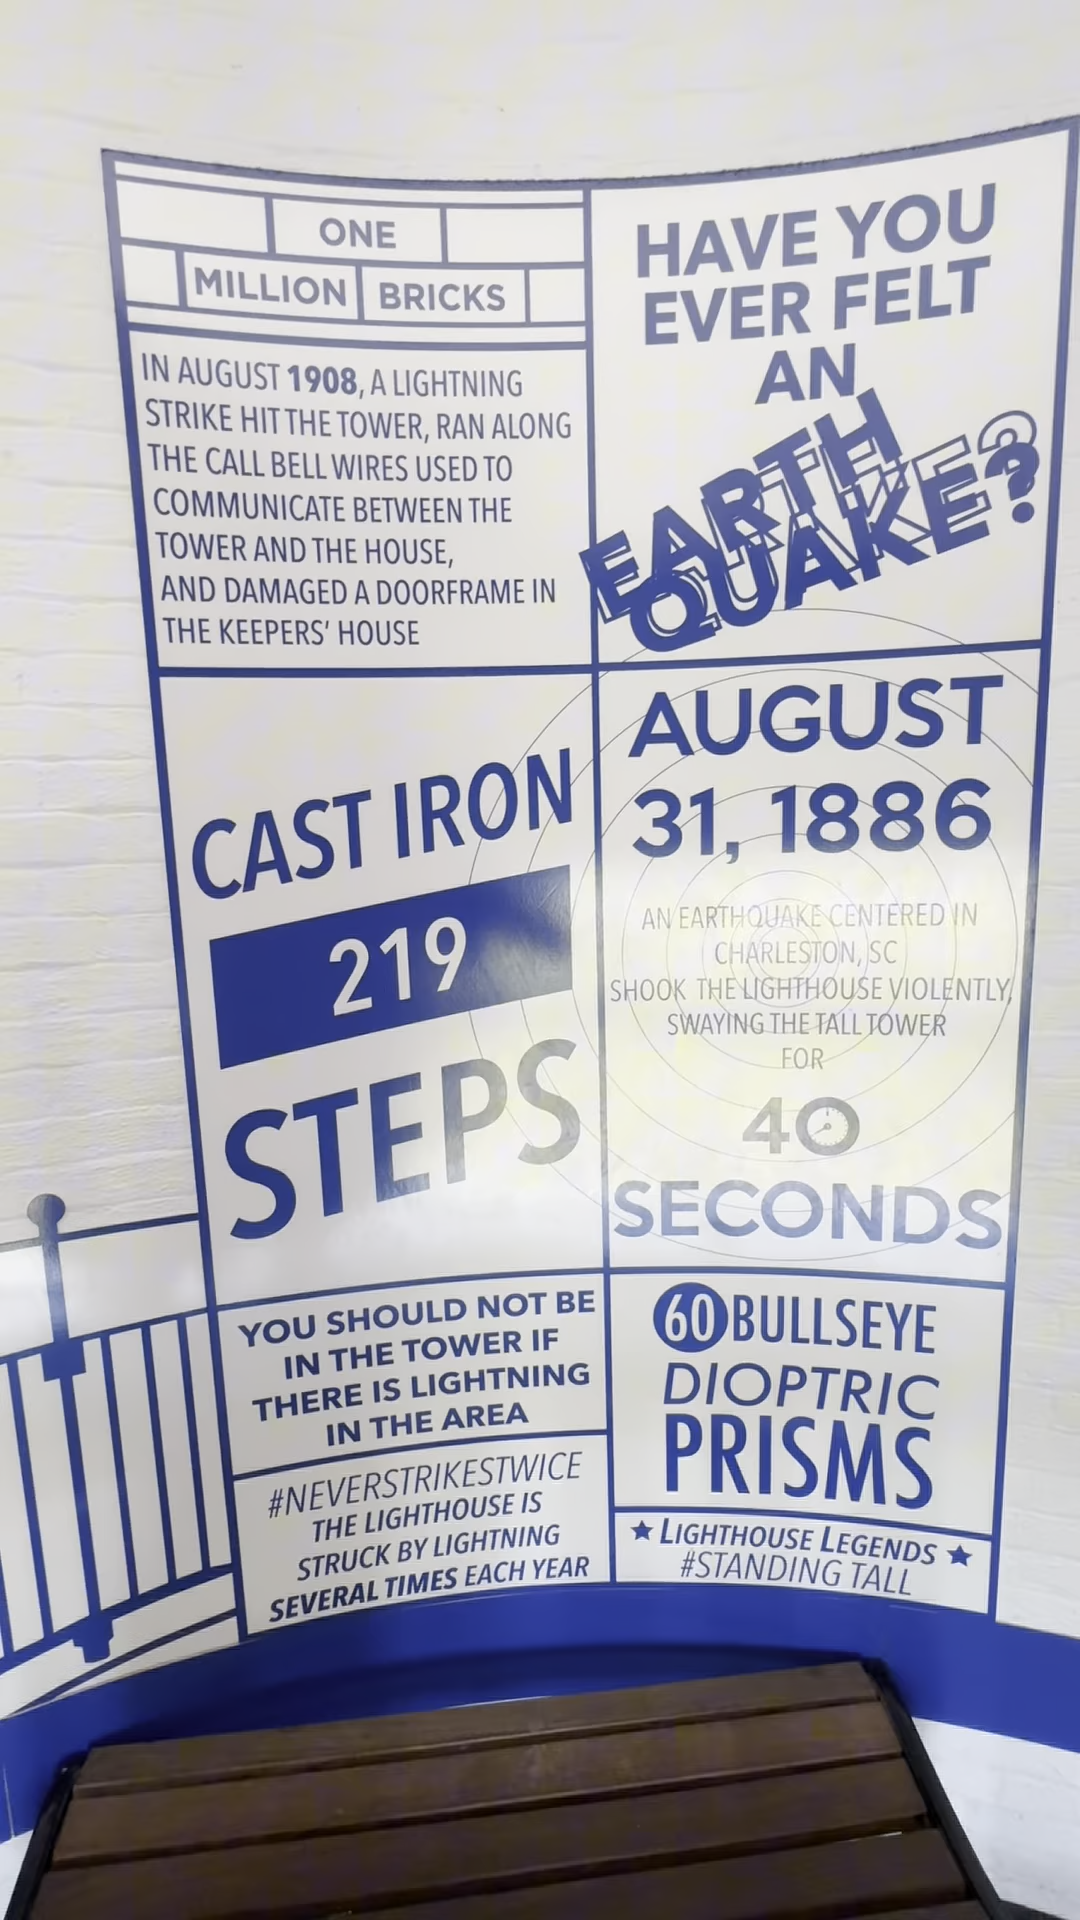 ONE
MILLION BRICKS
IN AUGUST 1908, A LIGHTNING
STRIKE HIT THE TOWER, RAN ALONG
THE CALL BELL WIRES USED TO
COMMUNICATE BETWEEN THE
TOWER AND THE HOUSE,
AND DAMAGED A DOORFRAME IN
THE KEEPERS' HOUSE
CAST IRON
219
STEPS
YOU SHOULD NOT BE
IN THE TOWER IF
THERE IS LIGHTNING
IN THE AREA
#NEVERSTRIKESTWICE
THE LIGHTHOUSE IS
STRUCK BY LIGHTNING
SEVERAL TIMES EACH YEAR
HAVE YOU
EVER FELT
AN
EARTH
QUAKE?
AUGUST
31, 1886
AN EARTHQUAKE CENTERED IN
CHARLESTON, SC
SHOOK THE LIGHTHOUSE VIOLENTLY,
SWAYING THE TALL TOWER
FOR
40
SECONDS
60 BULLSEYE
DIOPTRIC
PRISMS
★ LIGHTHOUSE LEGENDS ★
#STANDING TALL